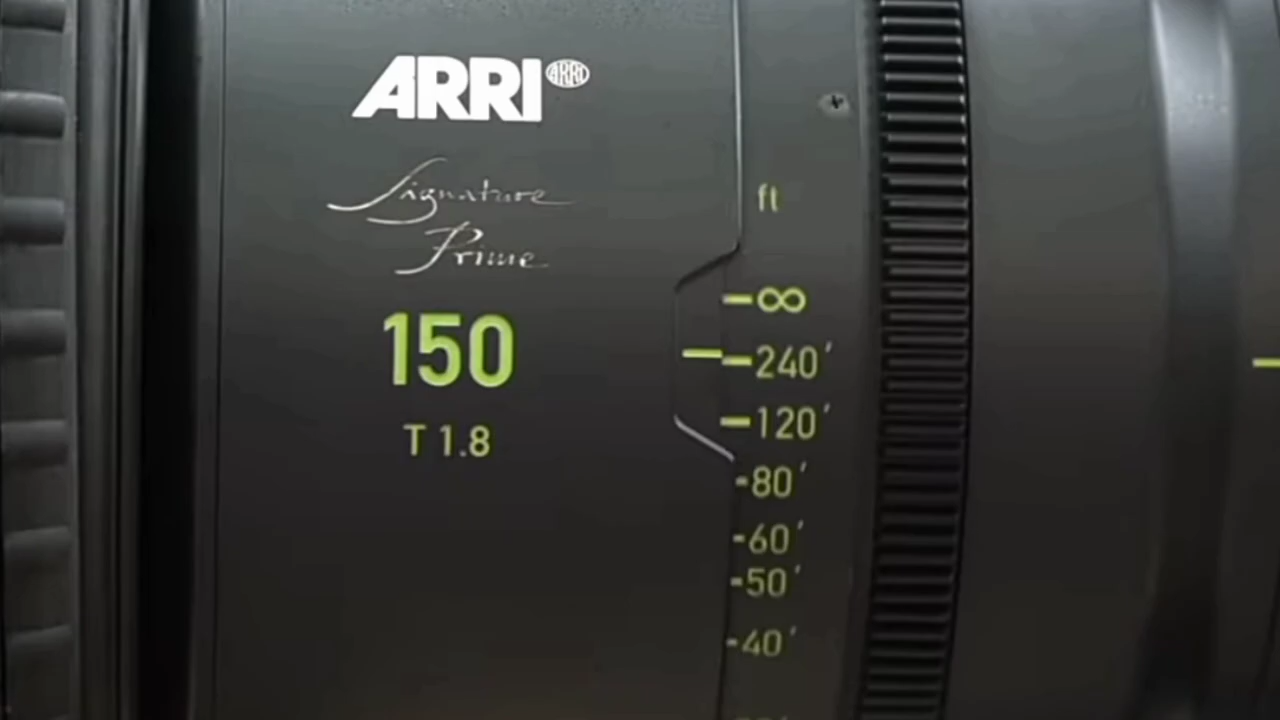 ARRI ARRI
Signature
Prime
150
T 1.8
ft
∞
240′
120′
80′
60′
50′
40′